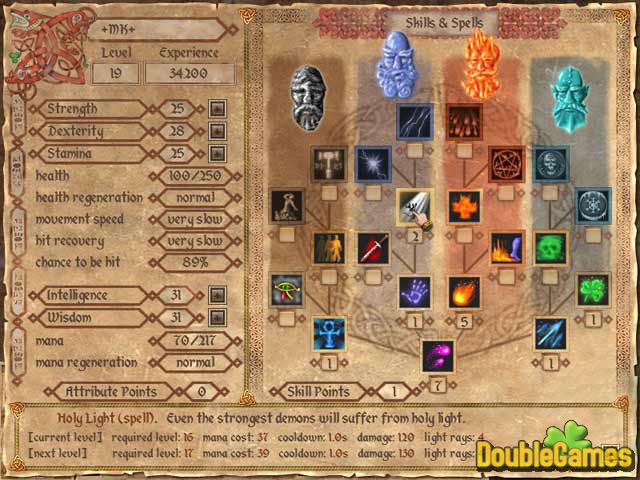 +MK+
Level Experience
19 34200
Strength 25 +
Dexterity 28 +
Stamina 25 +
health 100/250
health regeneration normal
movement speed very slow
hit recovery very slow
chance to be hit 89%
Intelligence 31 +
Wisdom 31 +
mana 70/217
mana regeneration normal
Attribute Points 0
Skills & Spells
2
1 5 1
1 1
7
Skill Points 1
Holy Light (spell). Even the strongest demons will suffer from holy light.
[current level] required level: 16 mana cost: 37 cooldown: 1.0s damage: 120 light rays: 4
[next level] required level: 17 mana cost: 39 cooldown: 1.0s damage: 130 light rays:
DoubleGames
.com